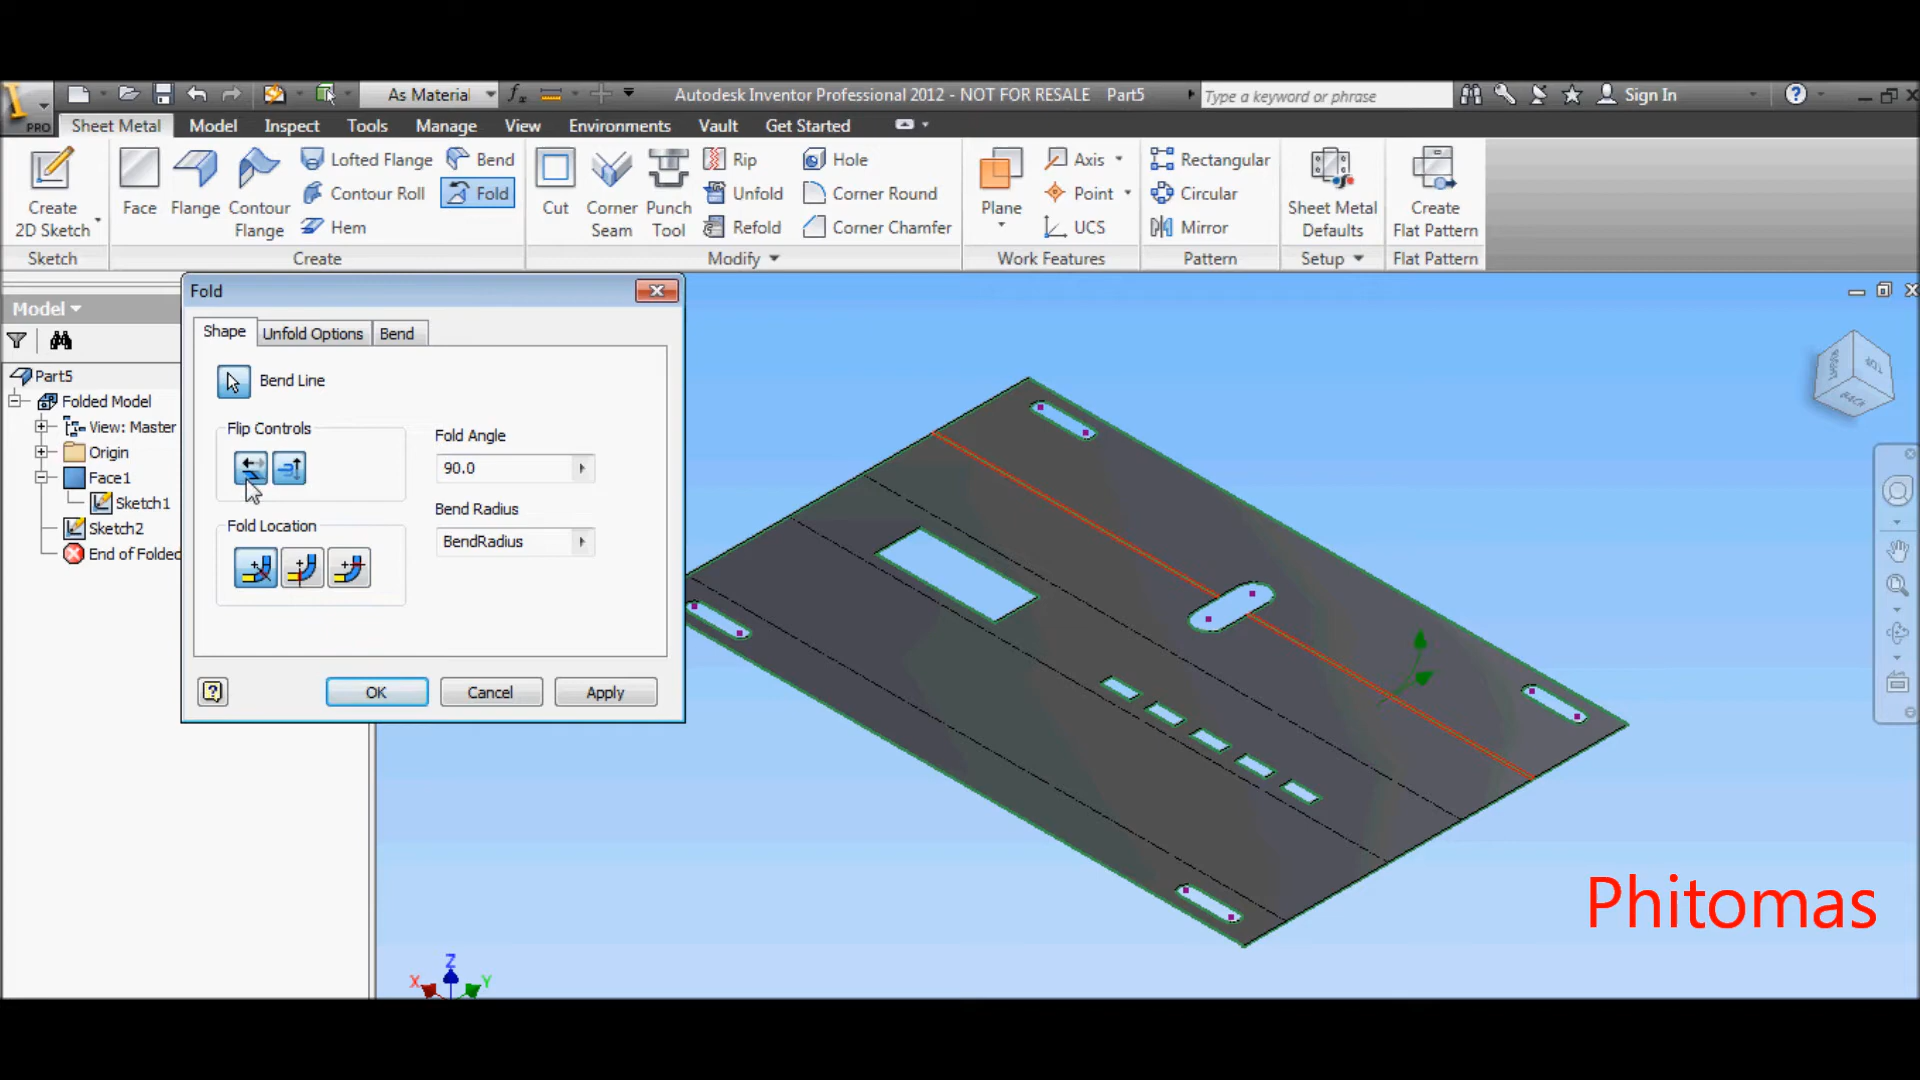 As Material
Autodesk Inventor Professional 2012 - NOT FOR RESALE Part5
Type a keyword or phrase
Sign In
PRO
Sheet Metal Model Inspect Tools Manage View Environments Vault Get Started
Create 2D Sketch
Face
Flange
Contour Flange
Lofted Flange
Contour Roll
Hem
Bend
Fold
Cut
Corner Seam
Punch Tool
Rip
Unfold
Refold
Hole
Corner Round
Corner Chamfer
Plane
Axis
Point
UCS
Rectangular
Circular
Mirror
Sheet Metal Defaults
Create Flat Pattern
Sketch Create Modify Work Features Pattern Setup Flat Pattern
Model
Part5
Folded Model
View: Master
Origin
Face1
Sketch1
Sketch2
End of Folded
Fold
Shape Unfold Options Bend
Bend Line
Flip Controls
Fold Angle
90.0
Bend Radius
BendRadius
Fold Location
OK Cancel Apply
RIGHT
TOP
BACK
Z
X
Y
Phitomas